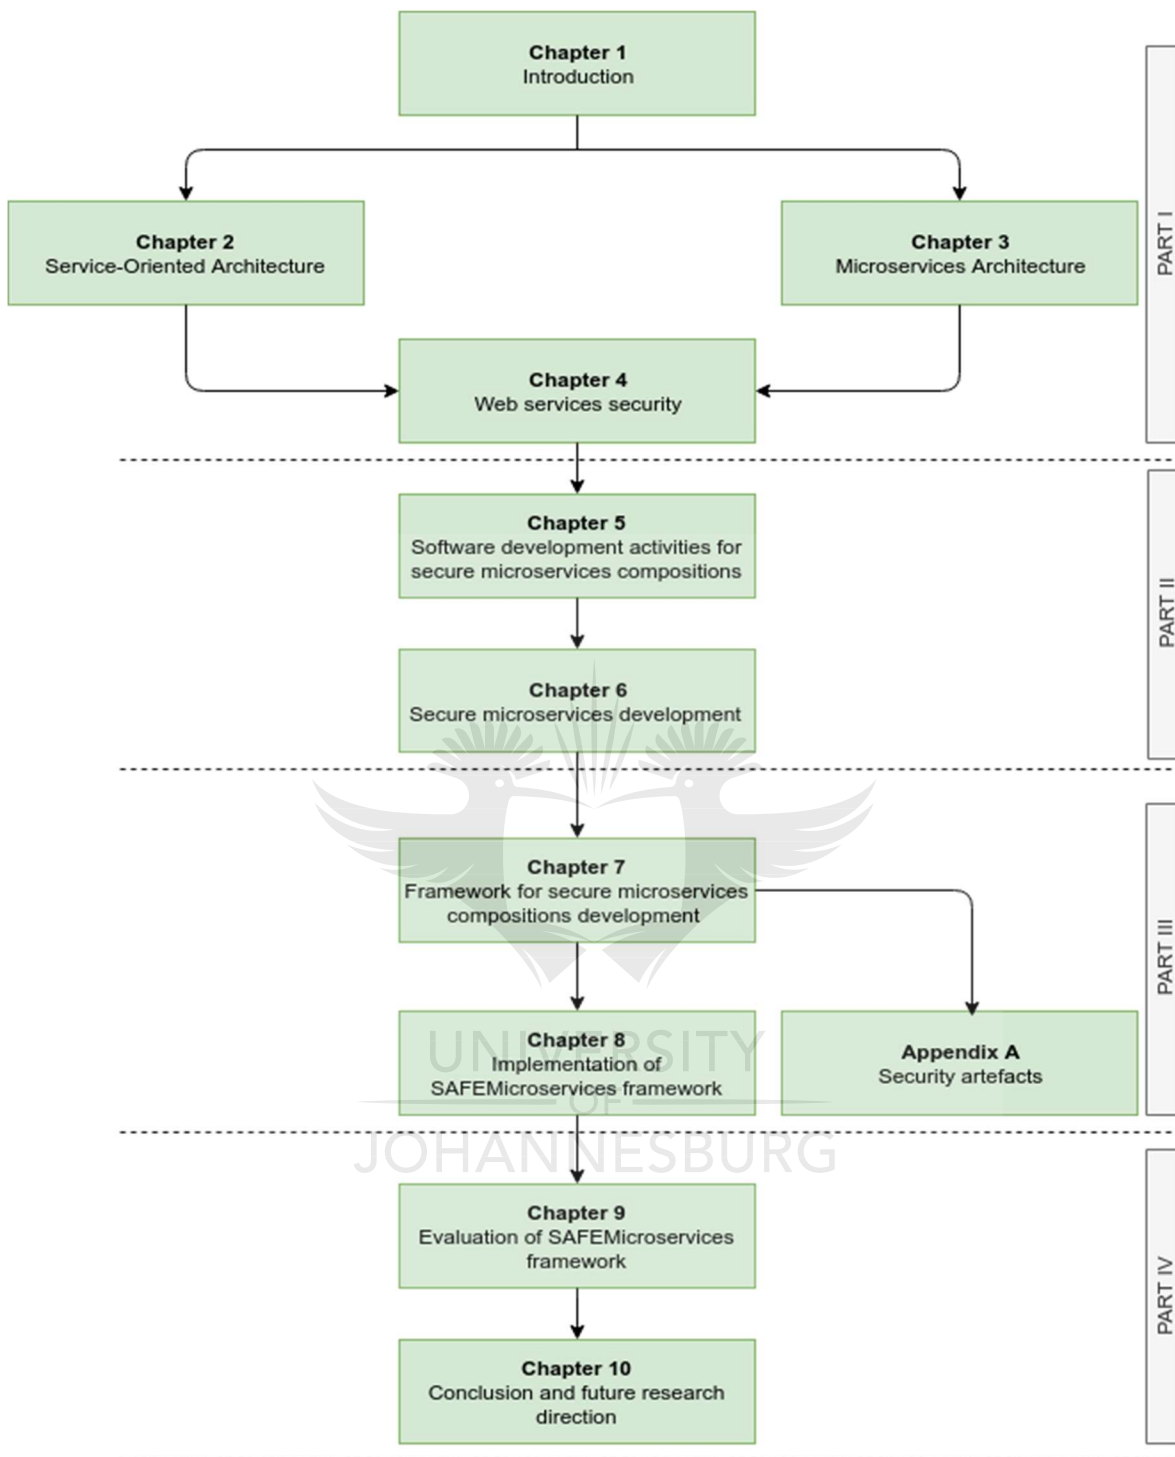 Chapter 1
Introduction
PART I
Chapter 2
Service-Oriented Architecture
Chapter 3
Microservices Architecture
Chapter 4
Web services security
PART II
Chapter 5
Software development activities for
secure microservices compositions
Chapter 6
Secure microservices development
PART III
Chapter 7
Framework for secure microservices
compositions development
Chapter 8
Implementation of
SAFEMicroservices framework
Appendix A
Security artefacts
UNIVERSITY
OF
JOHANNESBURG
PART IV
Chapter 9
Evaluation of SAFEMicroservices
framework
Chapter 10
Conclusion and future research
direction